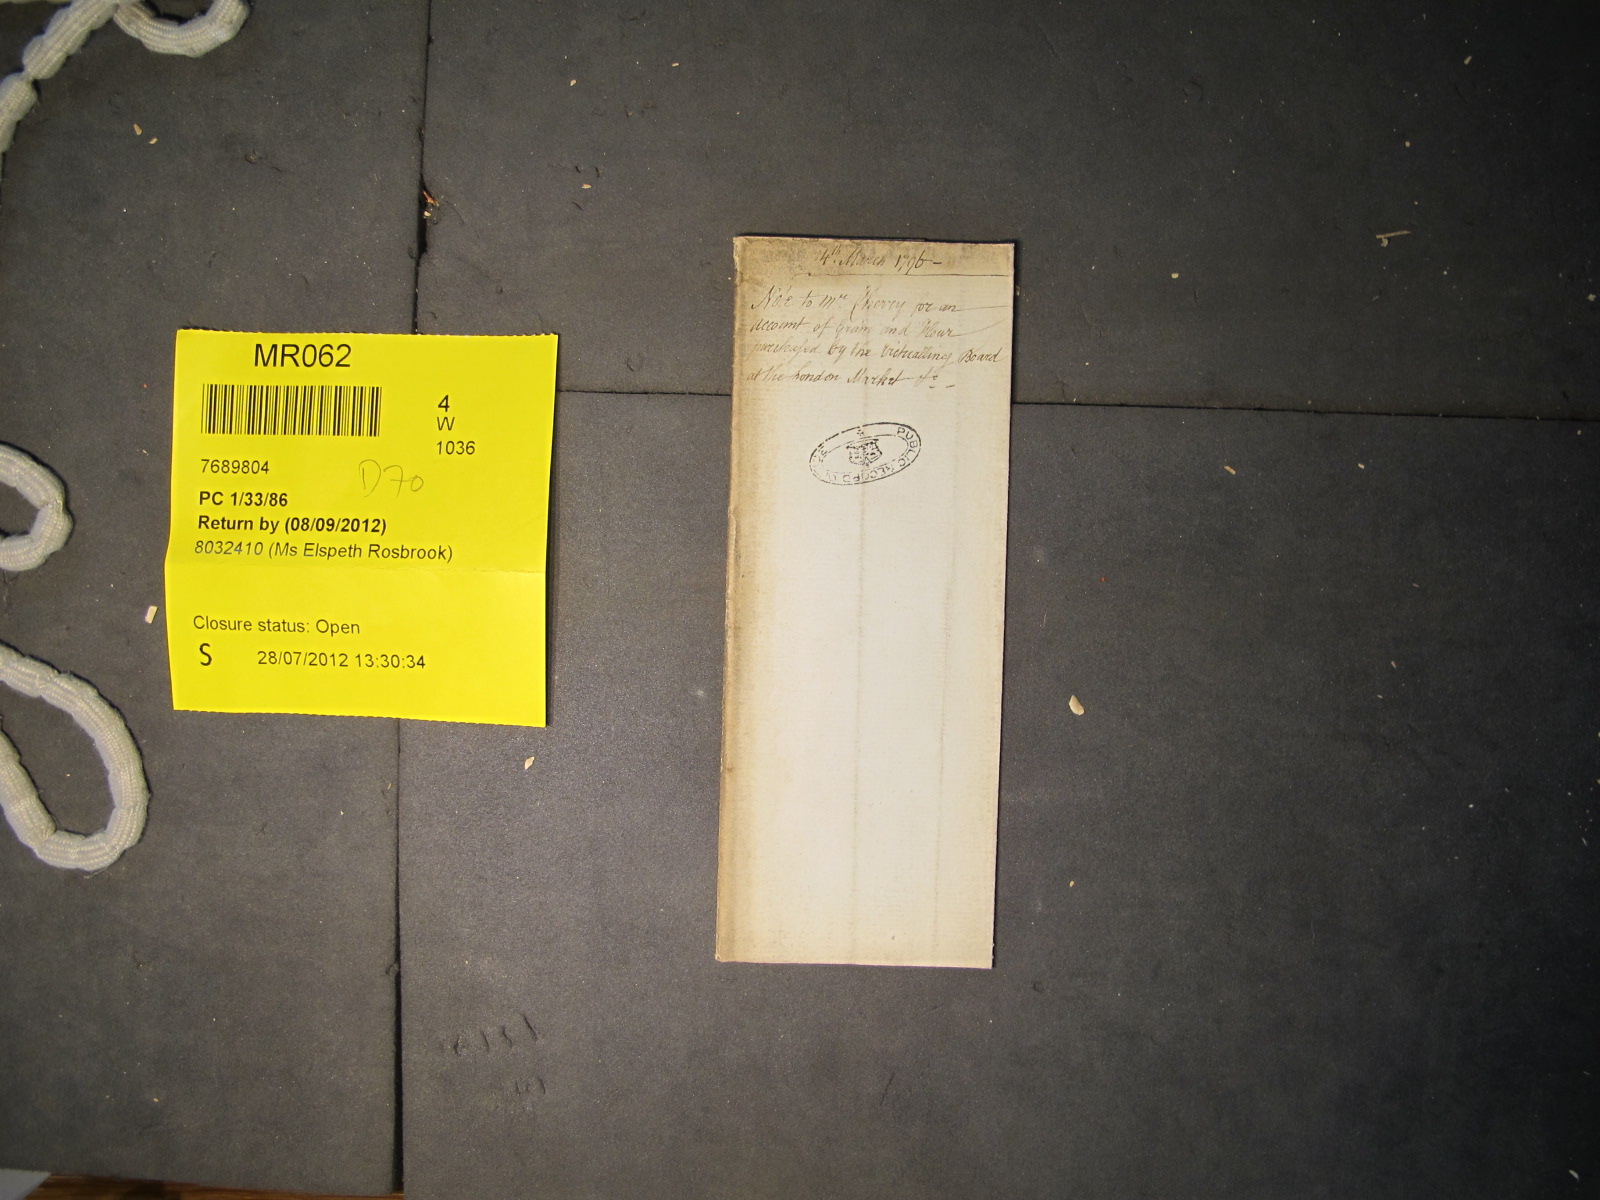 MR062
4
W
1036
7689804
D70
PC 1/33/86
Return by (08/09/2012)
8032410 (Ms Elspeth Rosbrook)
Closure status: Open
S 28/07/2012 13:30:34
4th March 1796 -
Note to Mr Cherry for an
account of Grain and Flour
purchased by the Victualling Board
at the London Market &c -
PUBLIC RECORD